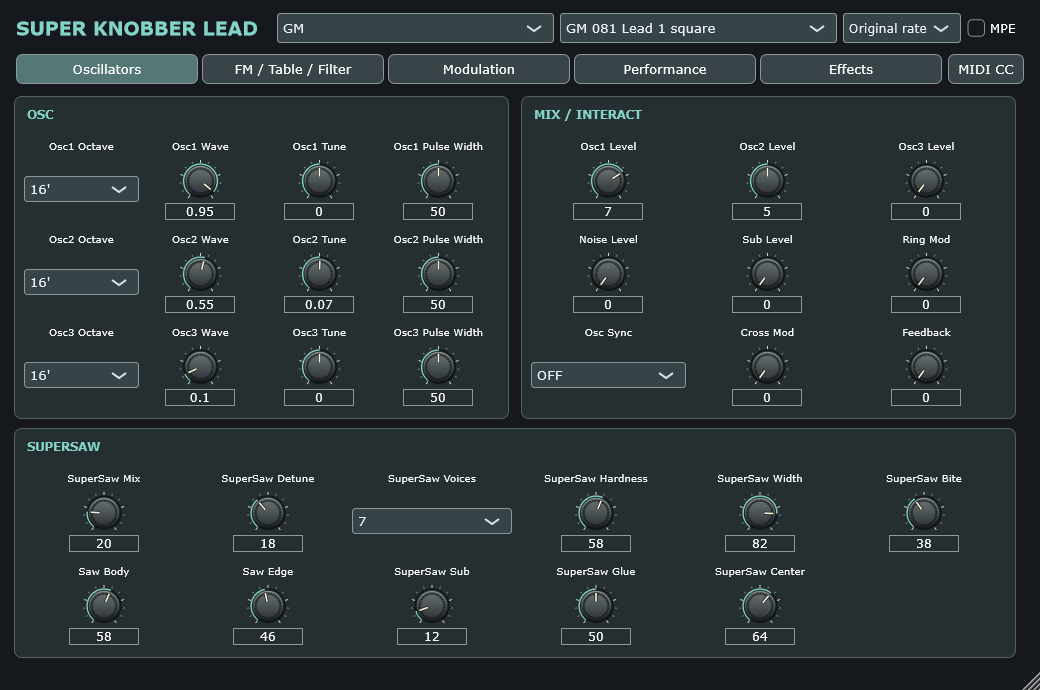 SUPER KNOBBER LEAD GM GM 081 Lead 1 square Original rate MPE
Oscillators FM / Table / Filter Modulation Performance Effects MIDI CC
OSC
Osc1 Octave Osc1 Wave Osc1 Tune Osc1 Pulse Width
16'
0.95 0 50
Osc2 Octave Osc2 Wave Osc2 Tune Osc2 Pulse Width
16'
0.55 0.07 50
Osc3 Octave Osc3 Wave Osc3 Tune Osc3 Pulse Width
16'
0.1 0 50
MIX / INTERACT
Osc1 Level Osc2 Level Osc3 Level
7 5 0
Noise Level Sub Level Ring Mod
0 0 0
Osc Sync Cross Mod Feedback
OFF
0 0
SUPERSAW
SuperSaw Mix SuperSaw Detune SuperSaw Voices SuperSaw Hardness SuperSaw Width SuperSaw Bite
7
20 18 58 82 38
Saw Body Saw Edge SuperSaw Sub SuperSaw Glue SuperSaw Center
58 46 12 50 64